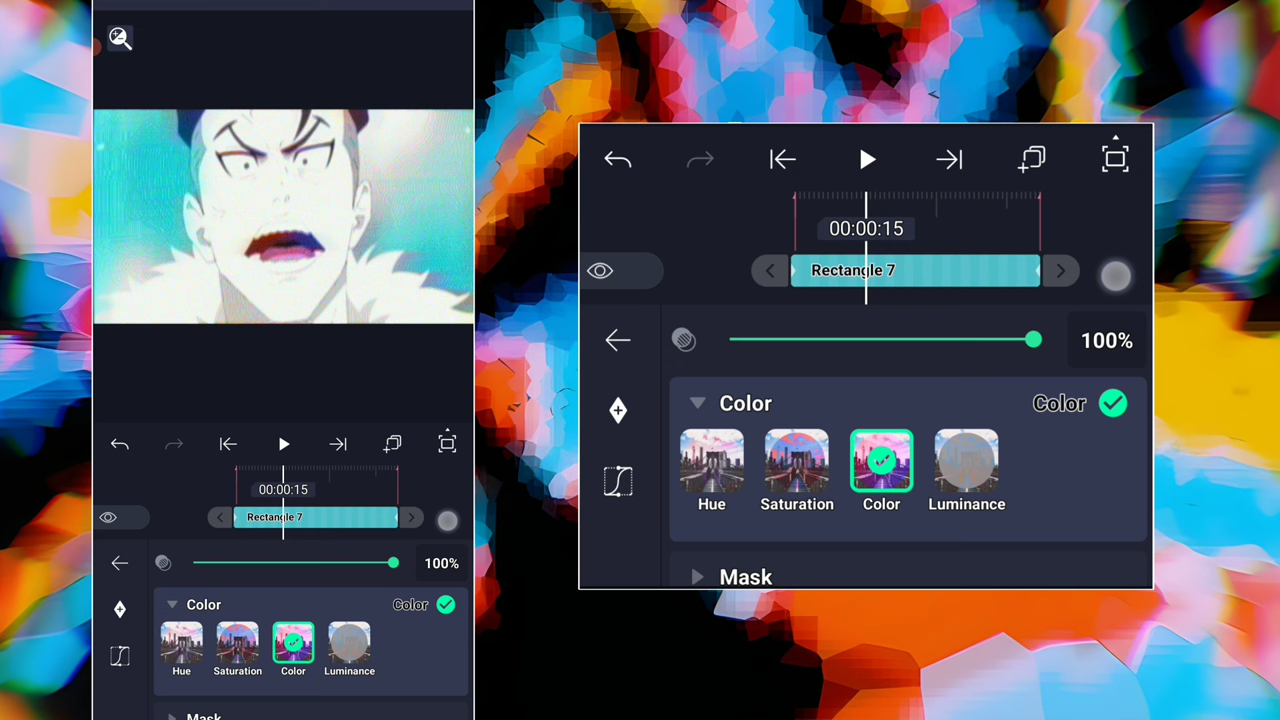 00:00:15
Rectangle 7
100%
Color
Color
Hue
Saturation
Color
Luminance
Mask
00:00:15
Rectangle 7
100%
Color
Color
Hue
Saturation
Color
Luminance
Mask